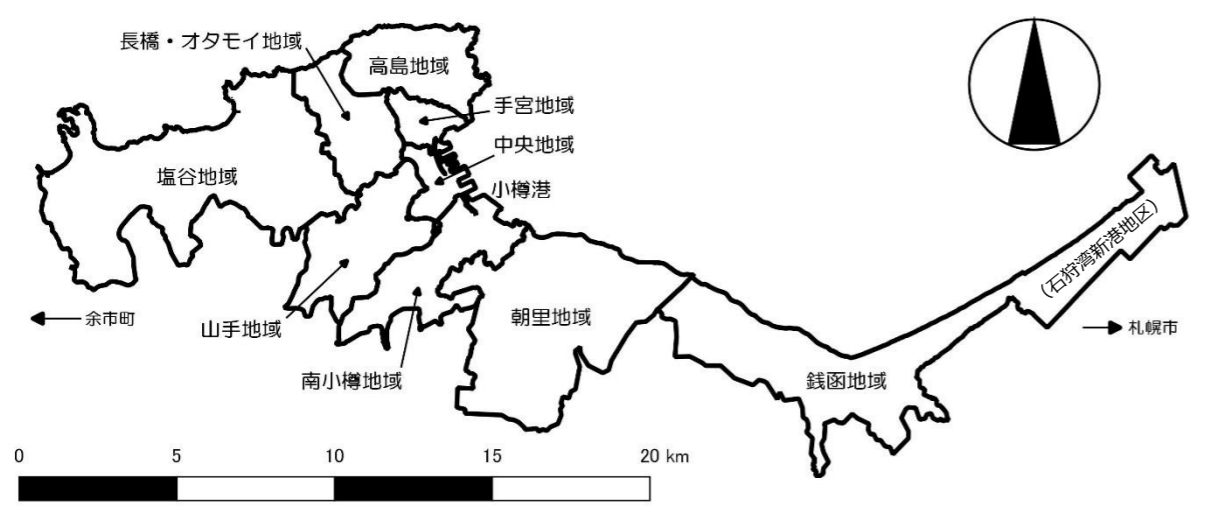 長橋・オタモイ地域
高島地域
手宮地域
中央地域
塩谷地域
小樽港
(石狩湾新港地区)
余市町
山手地域
朝里地域
札幌市
南小樽地域
銭函地域
0 5 10 15 20 km